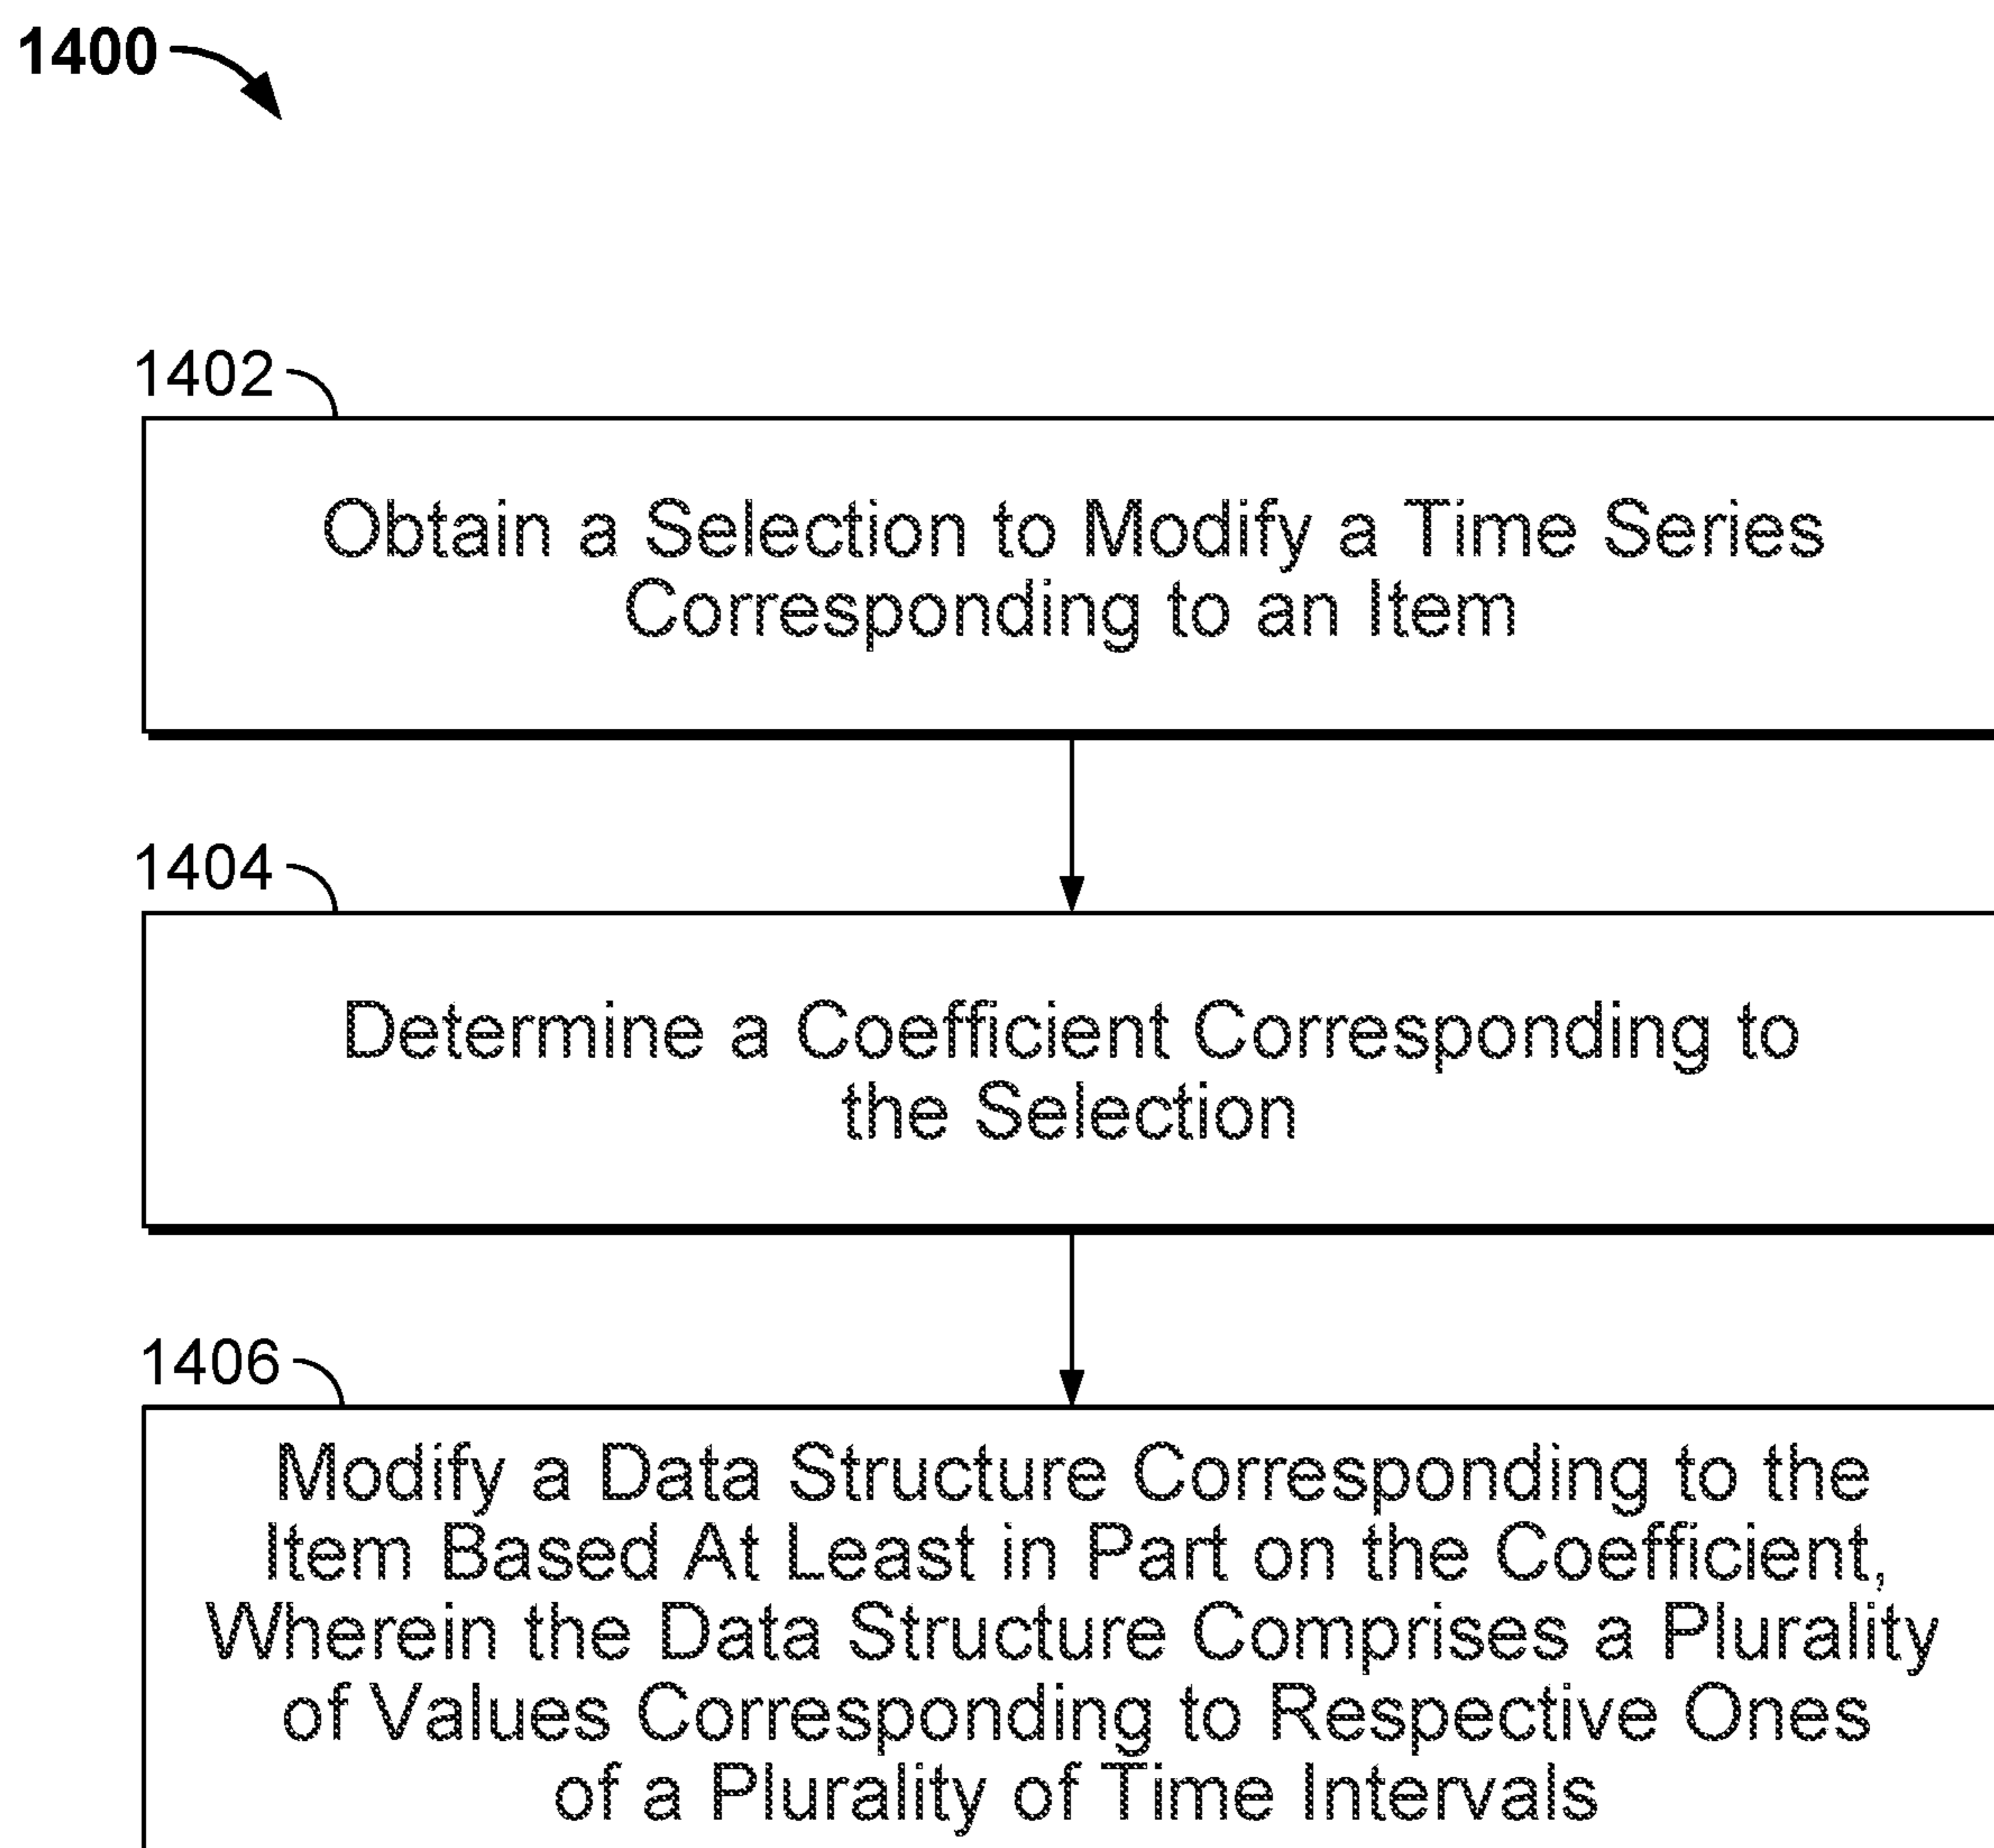 1400
1402
Obtain a Selection to Modify a Time Series
Corresponding to an Item
1404
Determine a Coefficient Corresponding to
the Selection
1406
Modify a Data Structure Corresponding to the
Item Based At Least in Part on the Coefficient,
Wherein the Data Structure Comprises a Plurality
of Values Corresponding to Respective Ones
of a Plurality of Time Intervals